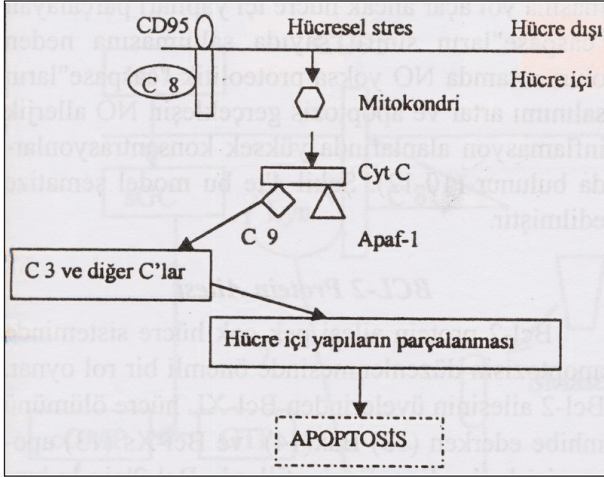 CD95
Hücresel stres
Hücre dışı
C 8
Hücre içi
Mitokondri
Cyt C
C 9
Apaf-1
C 3 ve diğer C'lar
Hücre içi yapıların parçalanması
APOPTOSİS